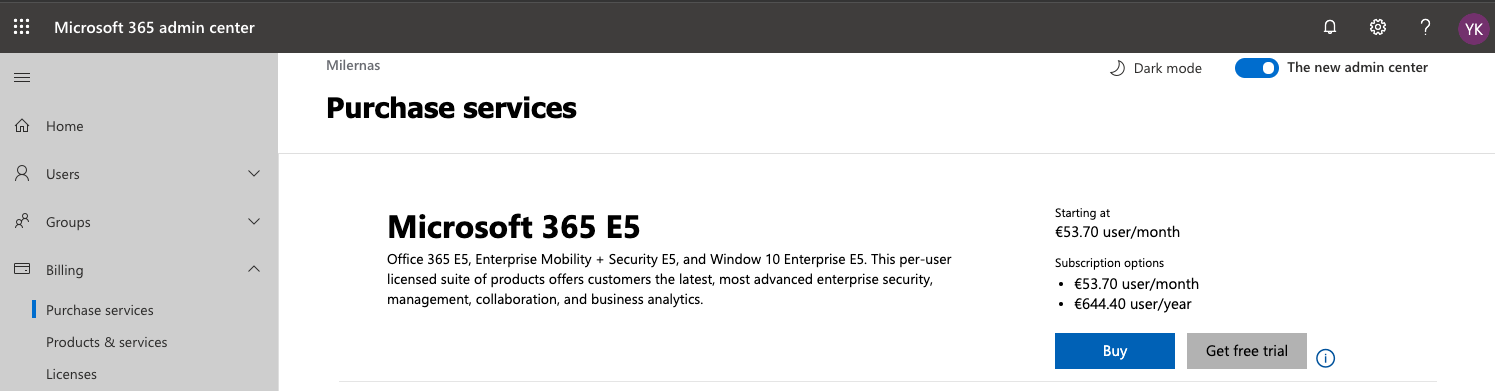 Microsoft 365 admin center
YK
Milernas
Dark mode
The new admin center
Purchase services
Home
Users
Groups
Billing
Purchase services
Products & services
Licenses
Microsoft 365 E5
Office 365 E5, Enterprise Mobility + Security E5, and Window 10 Enterprise E5. This per-user
licensed suite of products offers customers the latest, most advanced enterprise security,
management, collaboration, and business analytics.
Starting at
€53.70 user/month
Subscription options
• €53.70 user/month
• €644.40 user/year
Buy
Get free trial